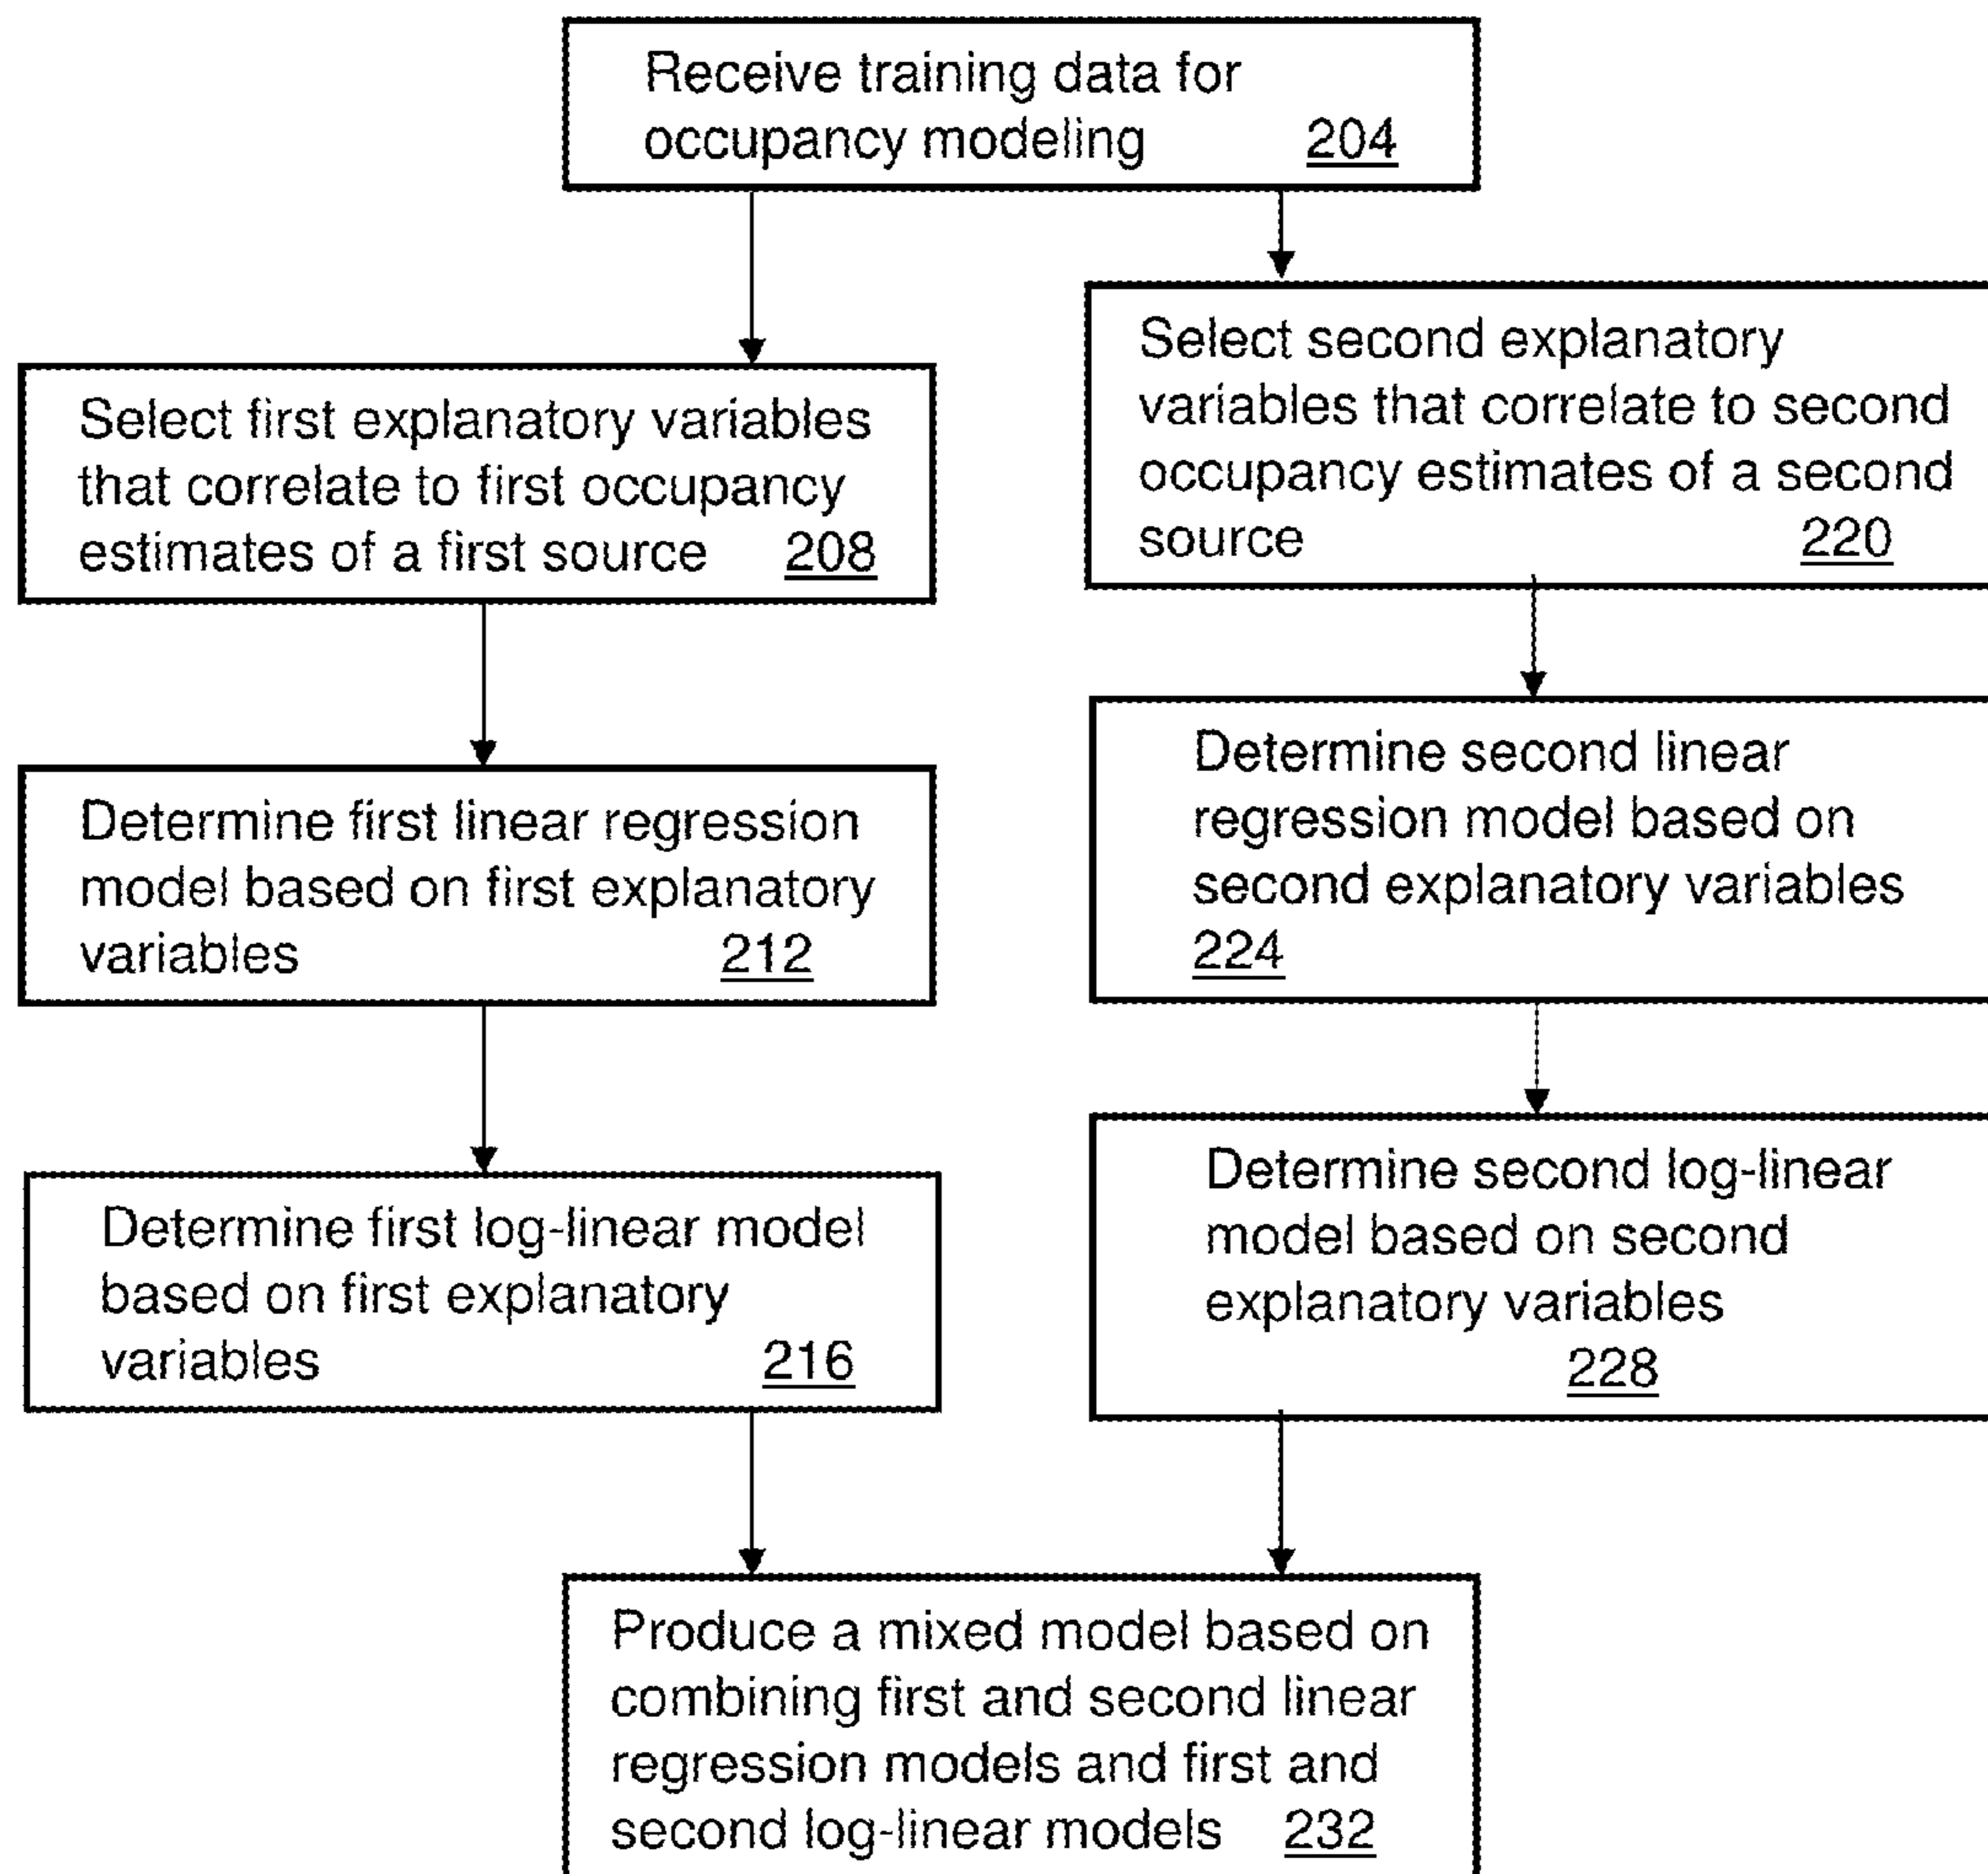 Receive training data for
occupancy modeling 204
Select first explanatory variables
that correlate to first occupancy
estimates of a first source 208
Select second explanatory
variables that correlate to second
occupancy estimates of a second
source 220
Determine first linear regression
model based on first explanatory
variables 212
Determine second linear
regression model based on
second explanatory variables
224
Determine first log-linear model
based on first explanatory
variables 216
Determine second log-linear
model based on second
explanatory variables
228
Produce a mixed model based on
combining first and second linear
regression models and first and
second log-linear models 232